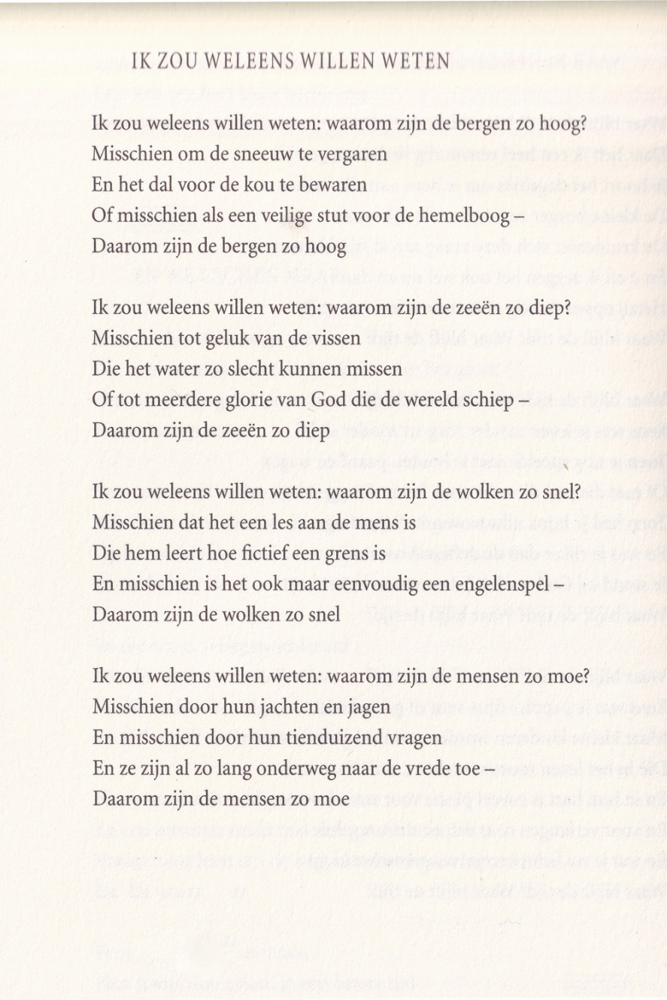 IK ZOU WELEENS WILLEN WETEN
Ik zou weleens willen weten: waarom zijn de bergen zo hoog?
Misschien om de sneeuw te vergaren
En het dal voor de kou te bewaren
Of misschien als een veilige stut voor de hemelboog –
Daarom zijn de bergen zo hoog
Ik zou weleens willen weten: waarom zijn de zeeën zo diep?
Misschien tot geluk van de vissen
Die het water zo slecht kunnen missen
Of tot meerdere glorie van God die de wereld schiep –
Daarom zijn de zeeën zo diep
Ik zou weleens willen weten: waarom zijn de wolken zo snel?
Misschien dat het een les aan de mens is
Die hem leert hoe fictief een grens is
En misschien is het ook maar eenvoudig een engelenspel –
Daarom zijn de wolken zo snel
Ik zou weleens willen weten: waarom zijn de mensen zo moe?
Misschien door hun jachten en jagen
En misschien door hun tienduizend vragen
En ze zijn al zo lang onderweg naar de vrede toe –
Daarom zijn de mensen zo moe